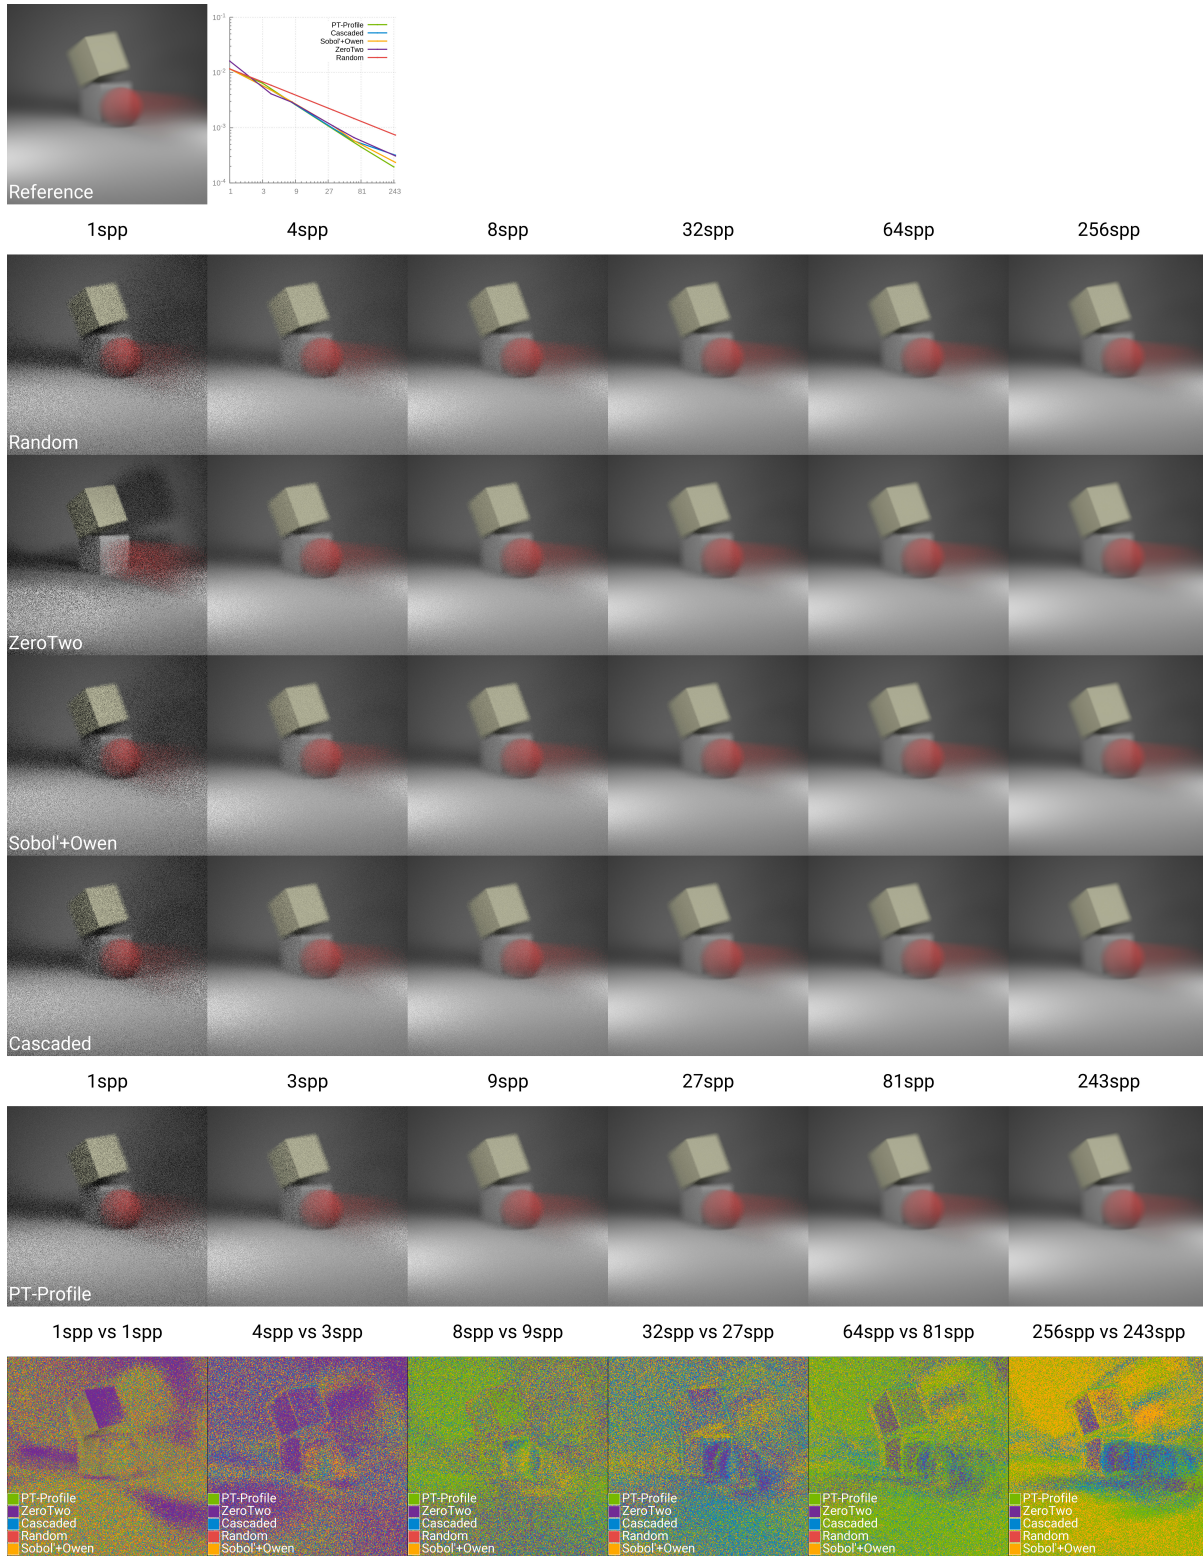 Reference
10-1
10-2
10-3
10-4
1 3 9 27 81 243
PT-Profile
Cascaded
Sobol'+Owen
ZeroTwo
Random
1spp 4spp 8spp 32spp 64spp 256spp
Random
ZeroTwo
Sobol'+Owen
Cascaded
1spp 3spp 9spp 27spp 81spp 243spp
PT-Profile
1spp vs 1spp 4spp vs 3spp 8spp vs 9spp 32spp vs 27spp 64spp vs 81spp 256spp vs 243spp
PT-Profile PT-Profile PT-Profile PT-Profile PT-Profile PT-Profile
ZeroTwo ZeroTwo ZeroTwo ZeroTwo ZeroTwo ZeroTwo
Cascaded Cascaded Cascaded Cascaded Cascaded Cascaded
Random Random Random Random Random Random
Sobol'+Owen Sobol'+Owen Sobol'+Owen Sobol'+Owen Sobol'+Owen Sobol'+Owen